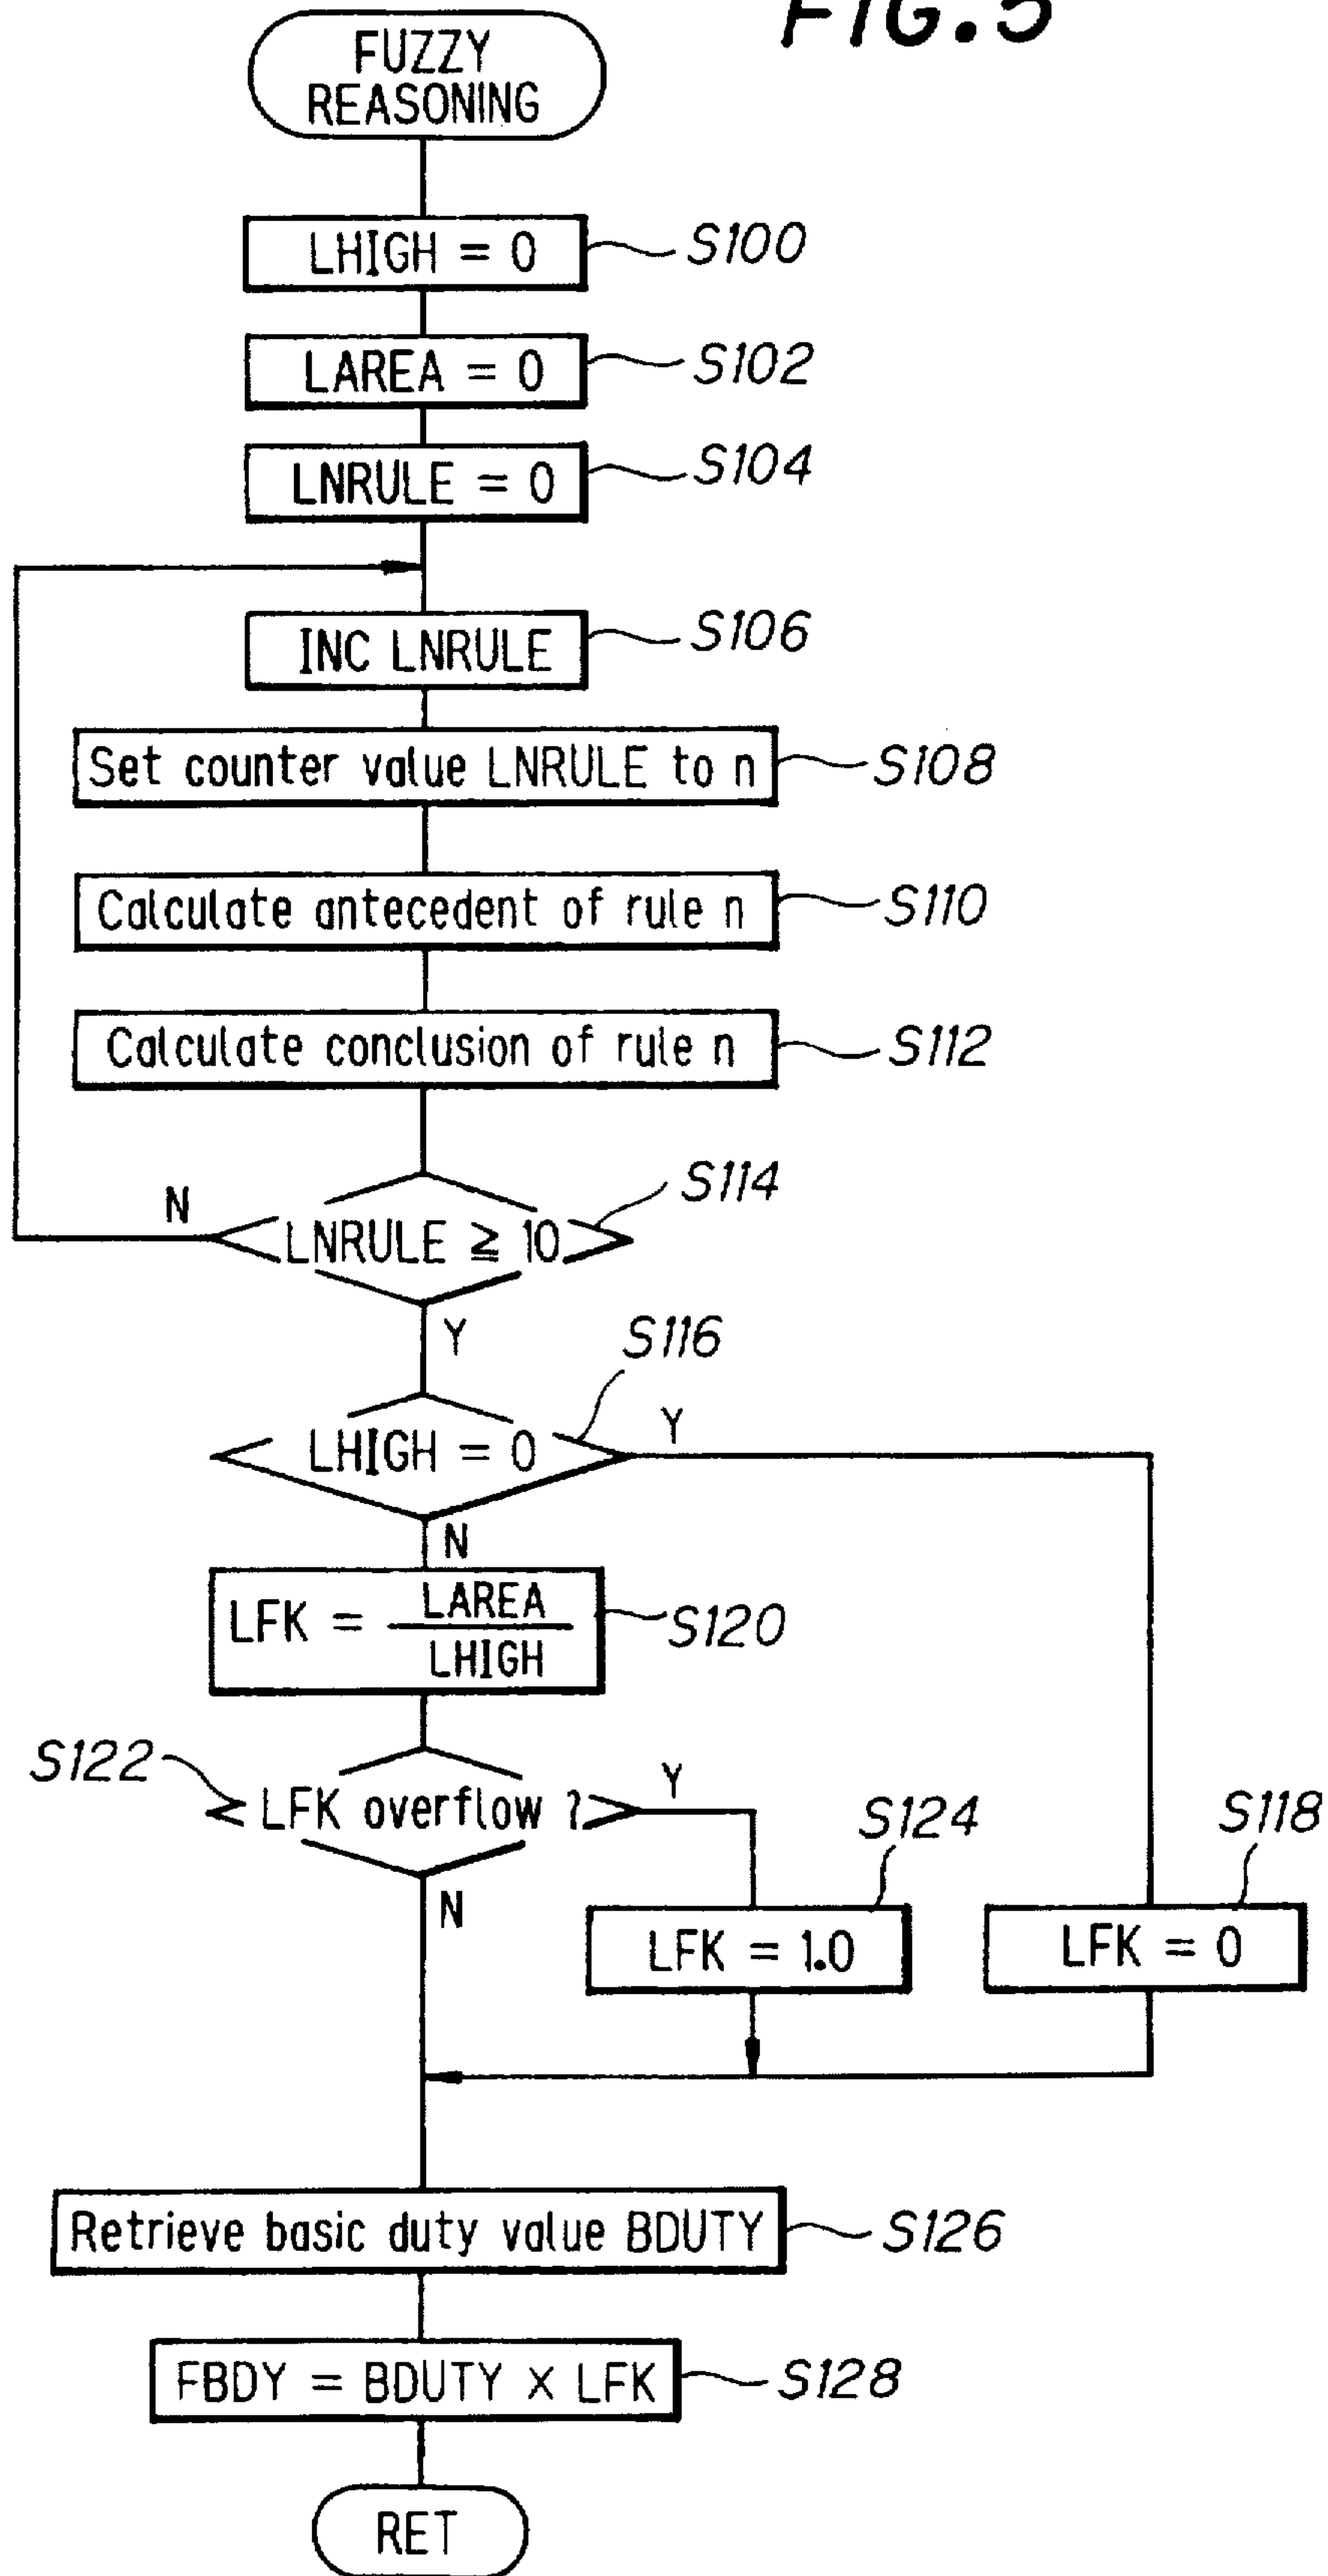 FIG. 5
FUZZY
REASONING
LHIGH = 0
S100
LAREA = 0
S102
LNRULE = 0
S104
INC LNRULE
S106
Set counter value LNRULE to n
S108
Calculate antecedent of rule n
S110
Calculate conclusion of rule n
S112
S114
N
LNRULE ≧ 10
Y
S116
Y
LHIGH = 0
N
LFK = LAREA / LHIGH
S120
S122
LFK overflow ?
Y
N
S124
S118
LFK = 1.0
LFK = 0
Retrieve basic duty value BDUTY
S126
FBDY = BDUTY × LFK
S128
RET